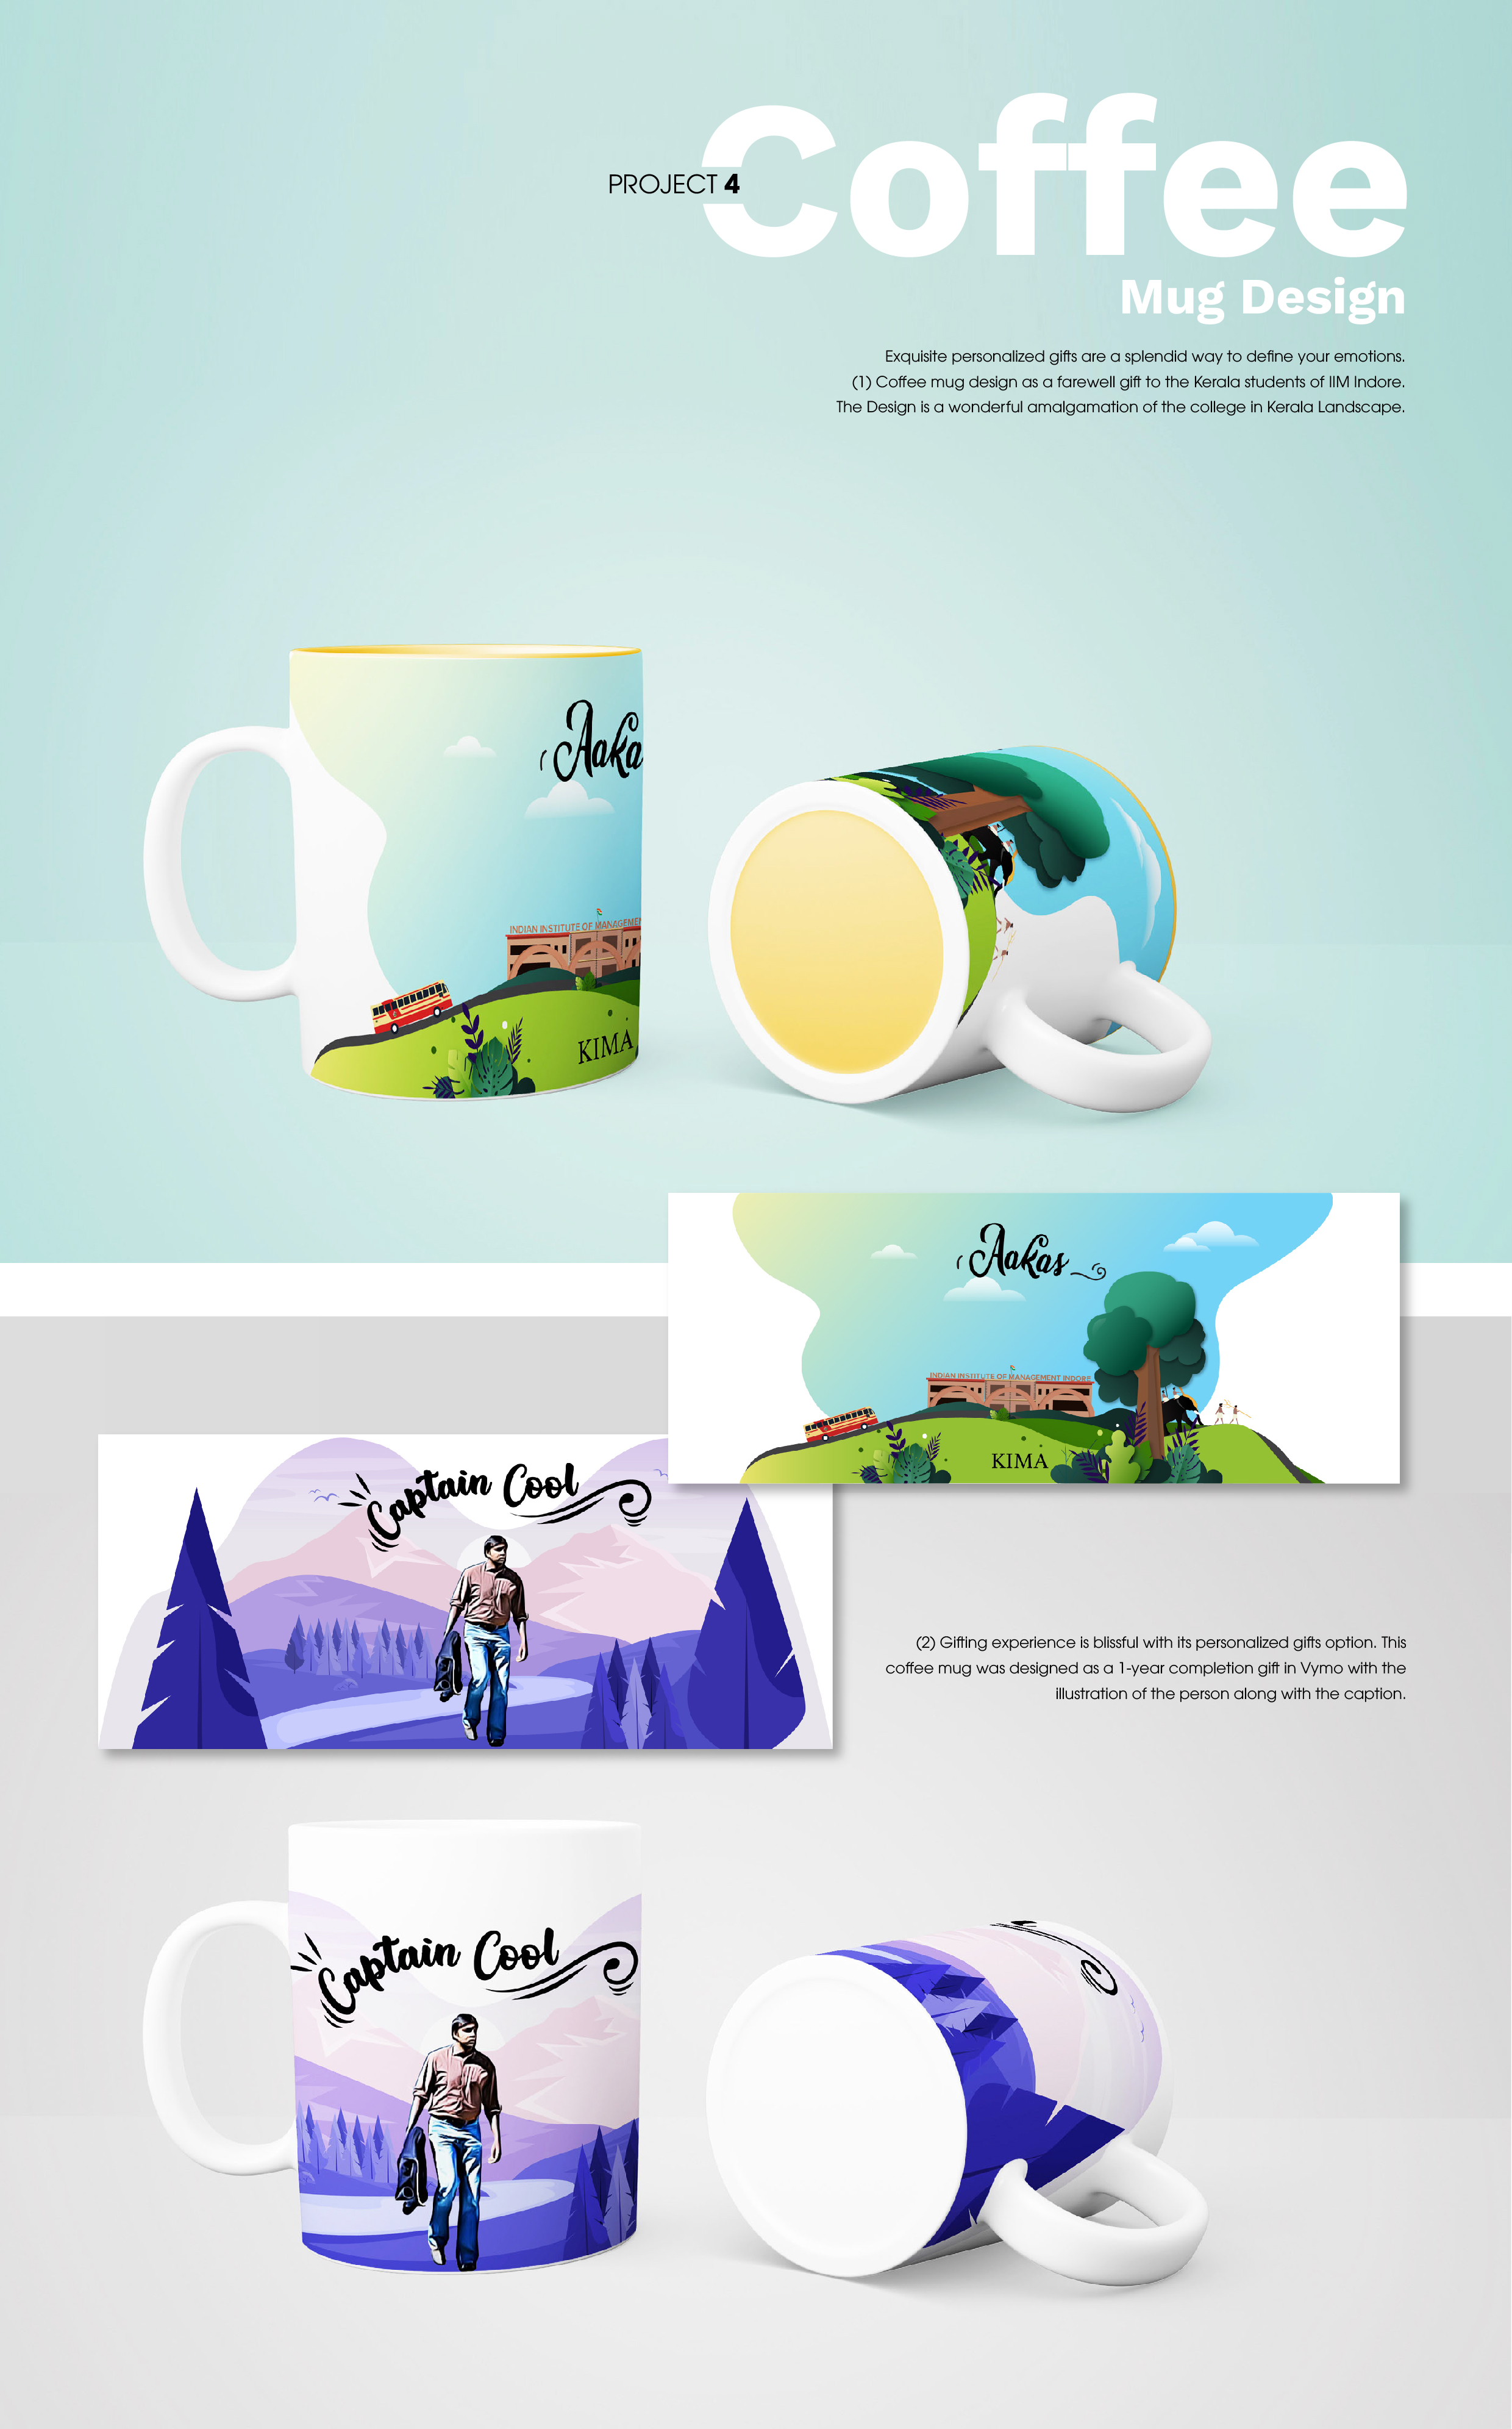 Coffee
PROJECT 4
Mug Design
Exquisite personalized gifts are a splendid way to define your emotions.
(1) Coffee mug design as a farewell gift to the Kerala students of IIM Indore.
The Design is a wonderful amalgamation of the college in Kerala Landscape.
Aaka
INDIAN INSTITUTE OF MANAGEMEN
KIMA
Aakas
INDIAN INSTITUTE OF MANAGEMENT INDORE
KIMA
Captain Cool
(2) Gifting experience is blissful with its personalized gifts option. This
coffee mug was designed as a 1-year completion gift in Vymo with the
illustration of the person along with the caption.
Captain Cool